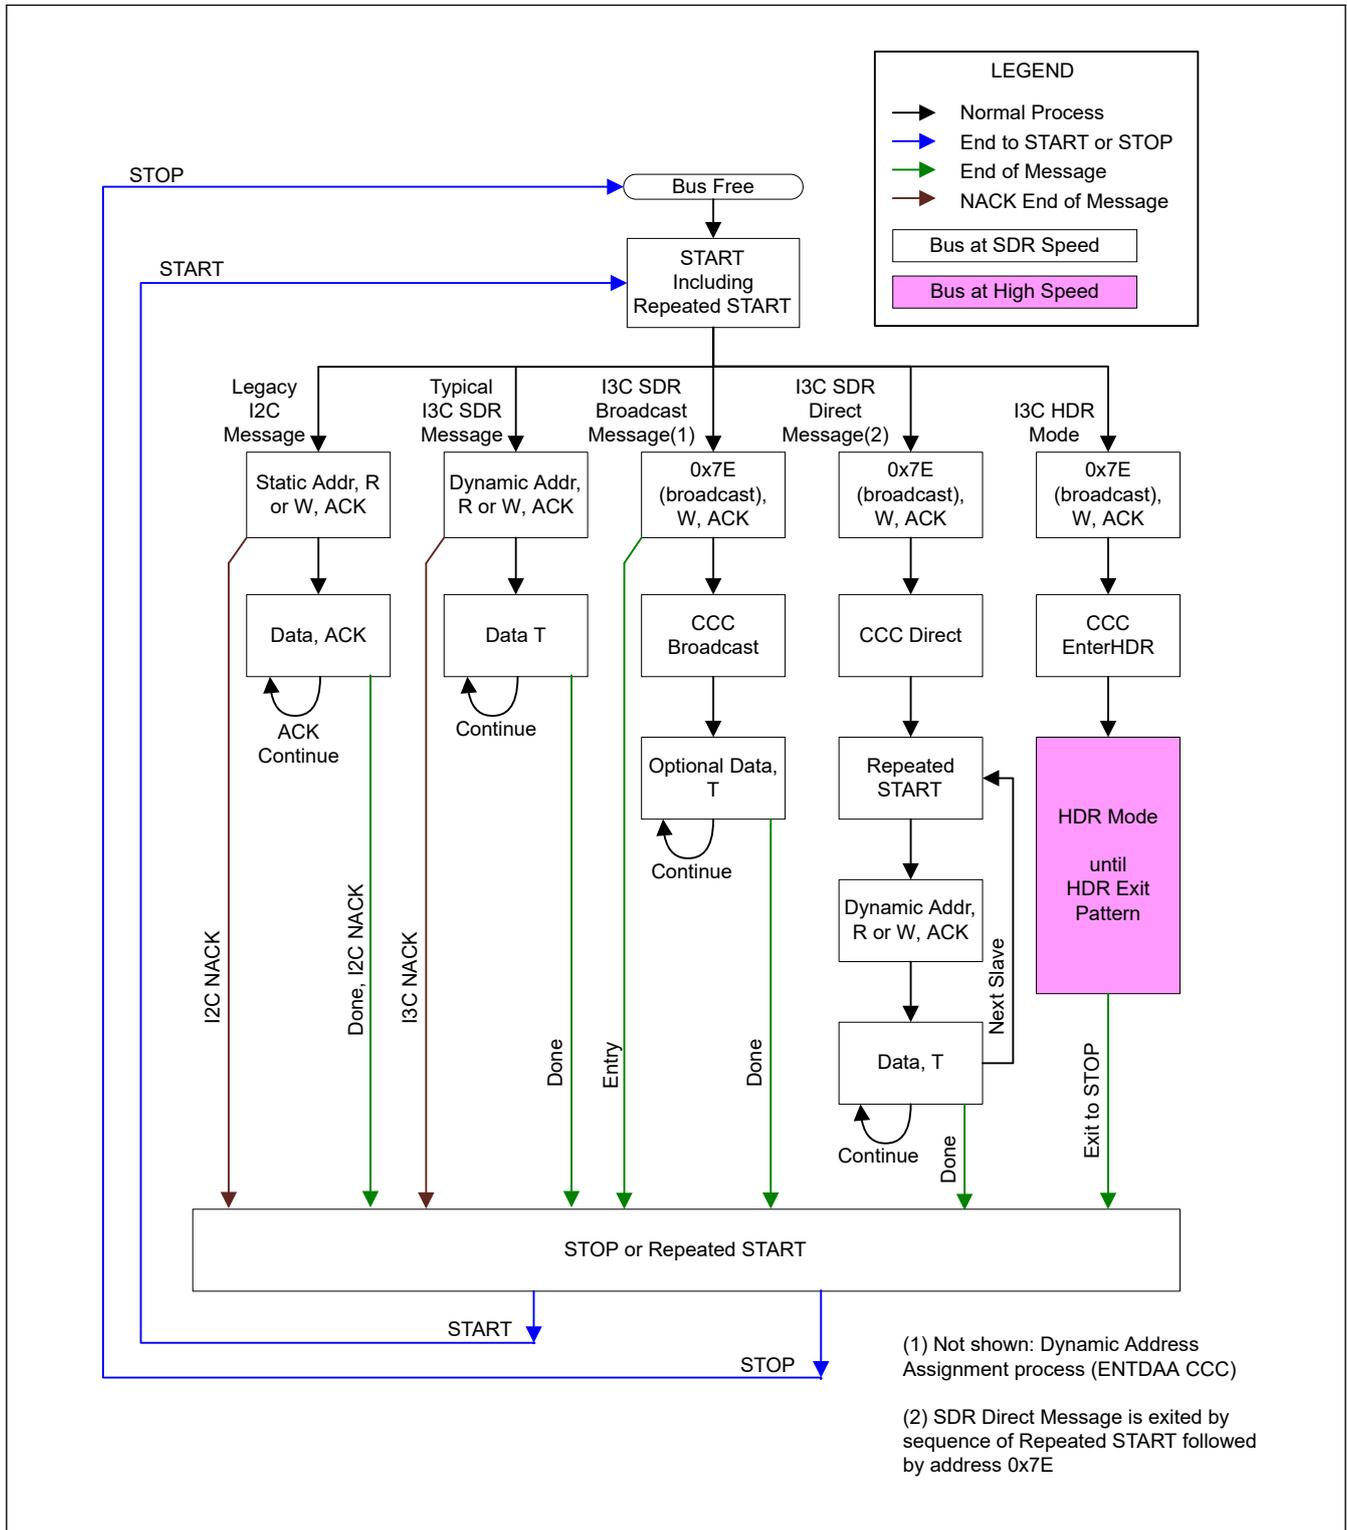 LEGEND
Normal Process
End to START or STOP
End of Message
NACK End of Message
Bus at SDR Speed
Bus at High Speed
STOP
Bus Free
START
START
Including
Repeated START
Legacy
I2C
Message
Typical
I3C SDR
Message
I3C SDR
Broadcast
Message(1)
I3C SDR
Direct
Message(2)
I3C HDR
Mode
Static Addr, R
or W, ACK
Dynamic Addr,
R or W, ACK
0x7E
(broadcast),
W, ACK
0x7E
(broadcast),
W, ACK
0x7E
(broadcast),
W, ACK
Data, ACK
Data T
CCC
Broadcast
CCC Direct
CCC
EnterHDR
ACK
Continue
Continue
Optional Data,
T
Repeated
START
HDR Mode
until
HDR Exit
Pattern
Continue
Dynamic Addr,
R or W, ACK
I2C NACK
Done, I2C NACK
I3C NACK
Done
Entry
Done
Next Slave
Data, T
Continue
Done
Exit to STOP
STOP or Repeated START
START
STOP
(1) Not shown: Dynamic Address
Assignment process (ENTDAA CCC)
(2) SDR Direct Message is exited by
sequence of Repeated START followed
by address 0x7E